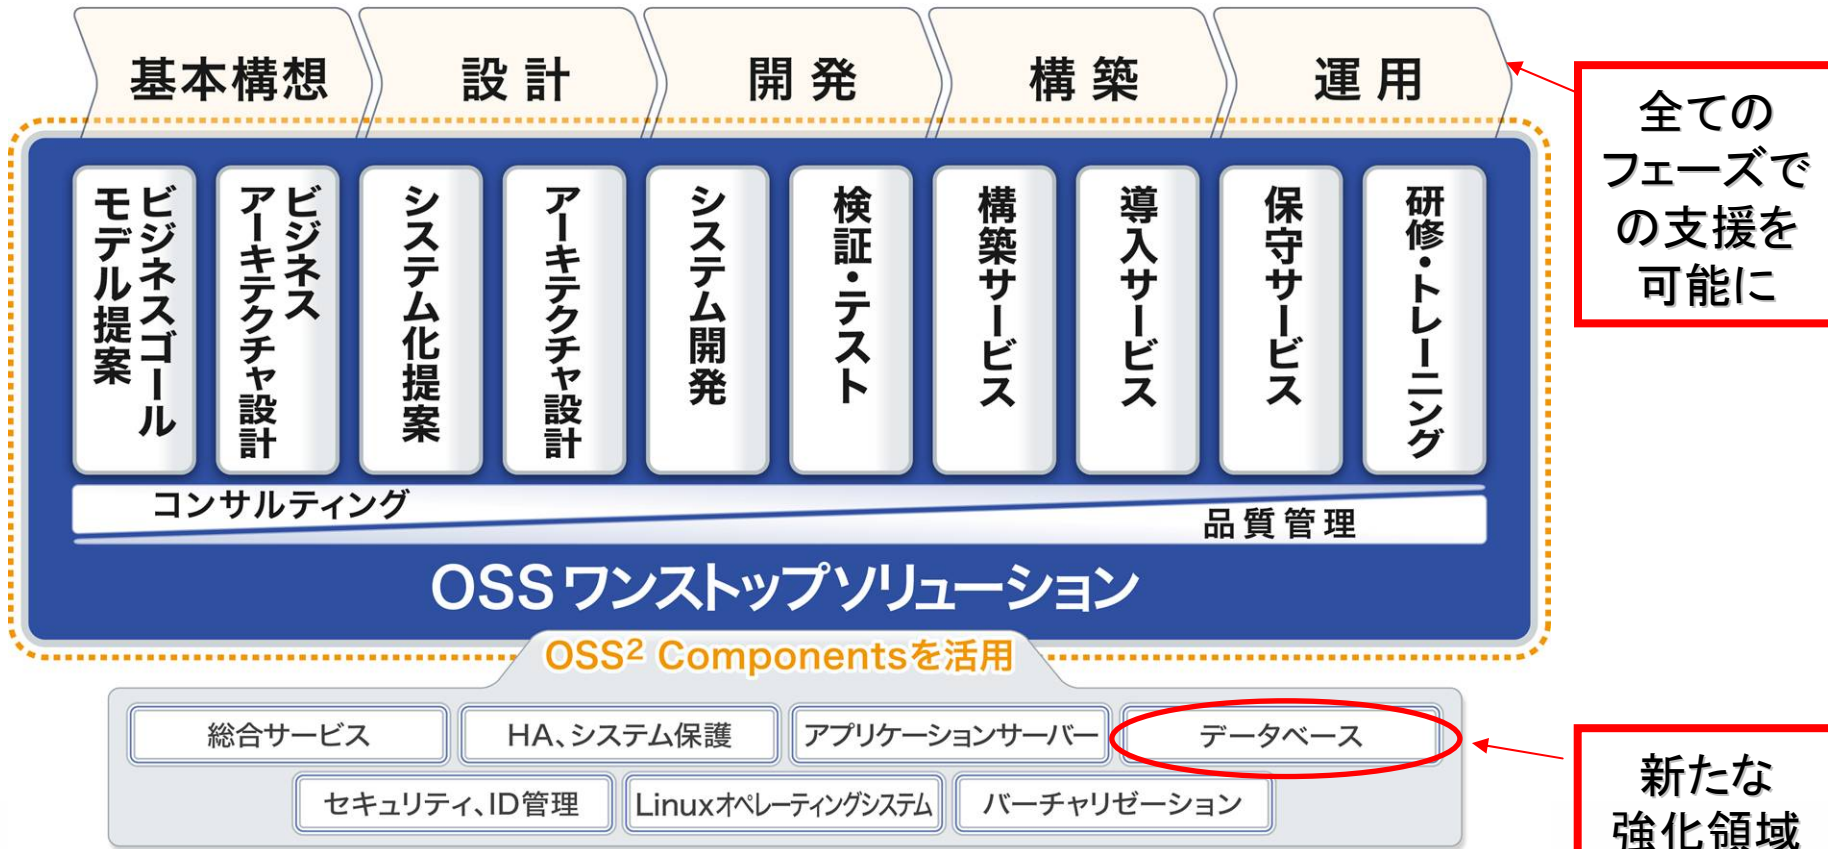 基本構想
設計
開発
構築
運用
全ての
フェーズで
の支援を
可能に
ビジネスゴール
モデル提案
ビジネス
アーキテクチャ設計
システム化提案
アーキテクチャ設計
システム開発
検証・テスト
構築サービス
導入サービス
保守サービス
研修・トレーニング
コンサルティング
品質管理
OSSワンストップソリューション
OSS² Componentsを活用
総合サービス
HA、システム保護
アプリケーションサーバー
データベース
セキュリティ、ID管理
Linuxオペレーティングシステム
バーチャリゼーション
新たな
強化領域